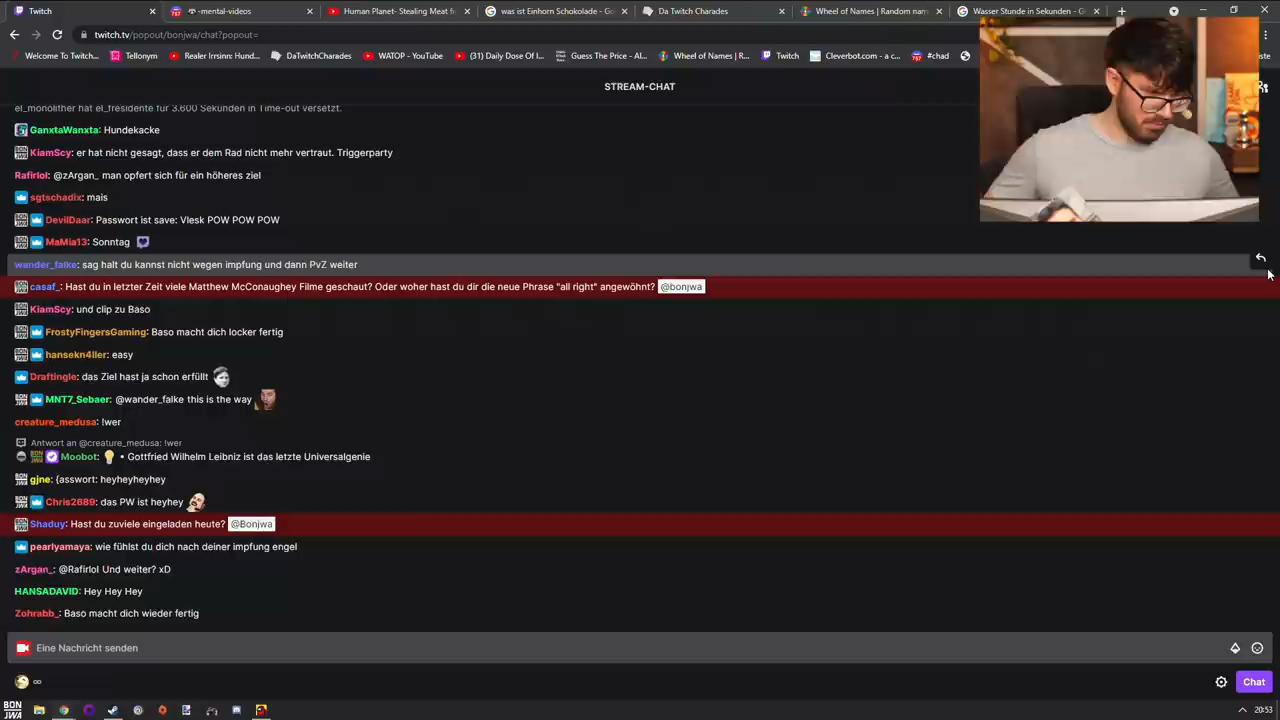 Twitch
-mental-videos
Human Planet- Stealing Meat f
was ist Einhorn Schokolade - Go
Da Twitch Charades
Wheel of Names | Random na
Wasser Stunde in Sekunden - G
twitch.tv/popout/bonjwa/chat?popout=
Welcome To Twitch...
Tellonym
Realer Irrsinn: Hund...
DaTwitchCharades
WATOP - YouTube
(31) Daily Dose Of I...
Guess The Price - Al...
Wheel of Names | R...
Twitch
Cleverbot.com - a c...
#chad
STREAM-CHAT
el_monolither hat el_fresidente für 3.600 Sekunden in Time-out versetzt.
GanxtaWanxta: Hundekacke
KiamScy: er hat nicht gesagt, dass er dem Rad nicht mehr vertraut. Triggerparty
Rafirlol: @zArgan_ man opfert sich für ein höheres ziel
sgtschadix: mais
DevilDaar: Passwort ist save: Vlesk POW POW POW
MaMia13: Sonntag
wander_falke: sag halt du kannst nicht wegen impfung und dann PvZ weiter
casaf_: Hast du in letzter Zeit viele Matthew McConaughey Filme geschaut? Oder woher hast du dir die neue Phrase "all right" angewöhnt? @bonjwa
KiamScy: und clip zu Baso
FrostyFingersGaming: Baso macht dich locker fertig
hansekn4ller: easy
Draftingle: das Ziel hast ja schon erfüllt
MNT7_Sebaer: @wander_falke this is the way
creature_medusa: !wer
Antwort an @creature_medusa: !wer
Moobot: • Gottfried Wilhelm Leibniz ist das letzte Universalgenie
gjne: {asswort: heyheyheyhey
Chris2689: das PW ist heyhey
Shaduy: Hast du zuviele eingeladen heute? @Bonjwa
pearlyamaya: wie fühlst du dich nach deiner impfung engel
zArgan_: @Rafirlol Und weiter? xD
HANSADAVID: Hey Hey Hey
Zohrabb_: Baso macht dich wieder fertig
Eine Nachricht senden
Chat
BON
JWA
20:53